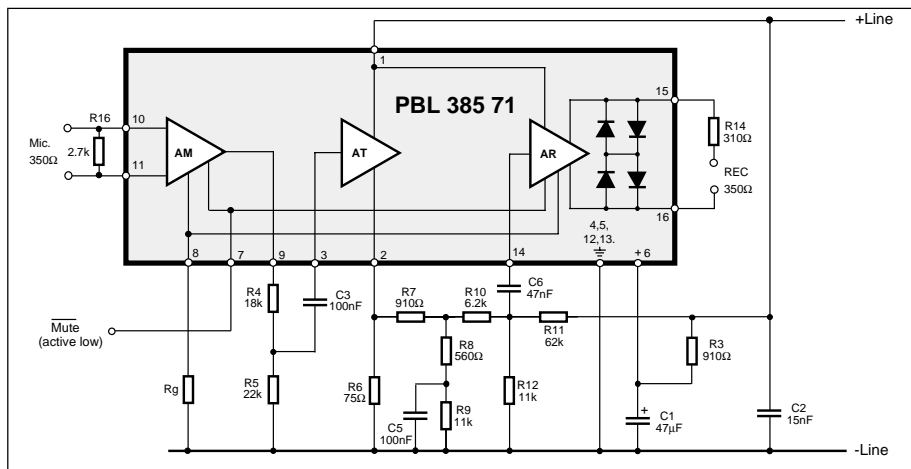 +Line
1
PBL 385 71
15
R16
10
R14
310Ω
Mic.
350Ω
2.7k
AM
AT
AR
REC
350Ω
11
16
4,5,
12,13.
8
7
9
3
2
14
+ 6
C6
47nF
R4
18k
C3
100nF
R7
910Ω
R10
6.2k
R11
62k
Mute
(active low)
R8
560Ω
R3
910Ω
Rg
R5
22k
R6
75Ω
R12
11k
C5
100nF
R9
11k
+
C1
47µF
C2
15nF
-Line